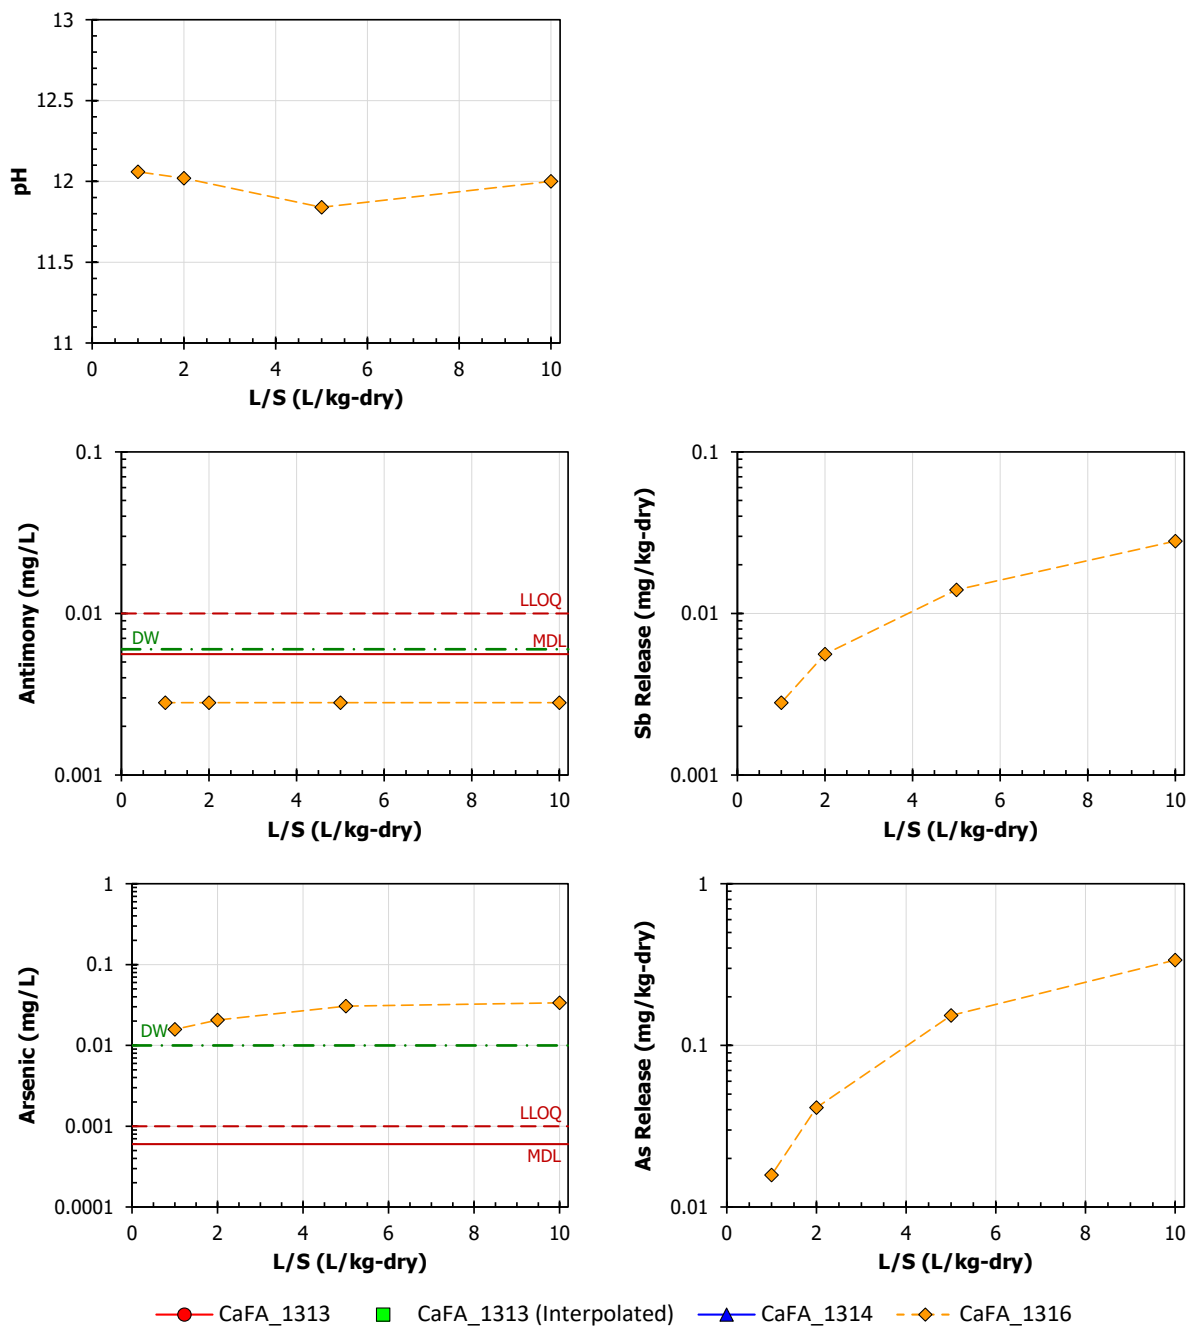 13
12.5
12
11.5
11
pH
0 2 4 6 8 10
L/S (L/kg-dry)
0.1
0.01
0.001
Antimony (mg/L)
LLOQ
DW
MDL
0 2 4 6 8 10
L/S (L/kg-dry)
0.1
0.01
0.001
Sb Release (mg/kg-dry)
0 2 4 6 8 10
L/S (L/kg-dry)
1
0.1
0.01
0.001
0.0001
Arsenic (mg/L)
DW
LLOQ
MDL
0 2 4 6 8 10
L/S (L/kg-dry)
1
0.1
0.01
As Release (mg/kg-dry)
0 2 4 6 8 10
L/S (L/kg-dry)
CaFA_1313 CaFA_1313 (Interpolated) CaFA_1314 CaFA_1316